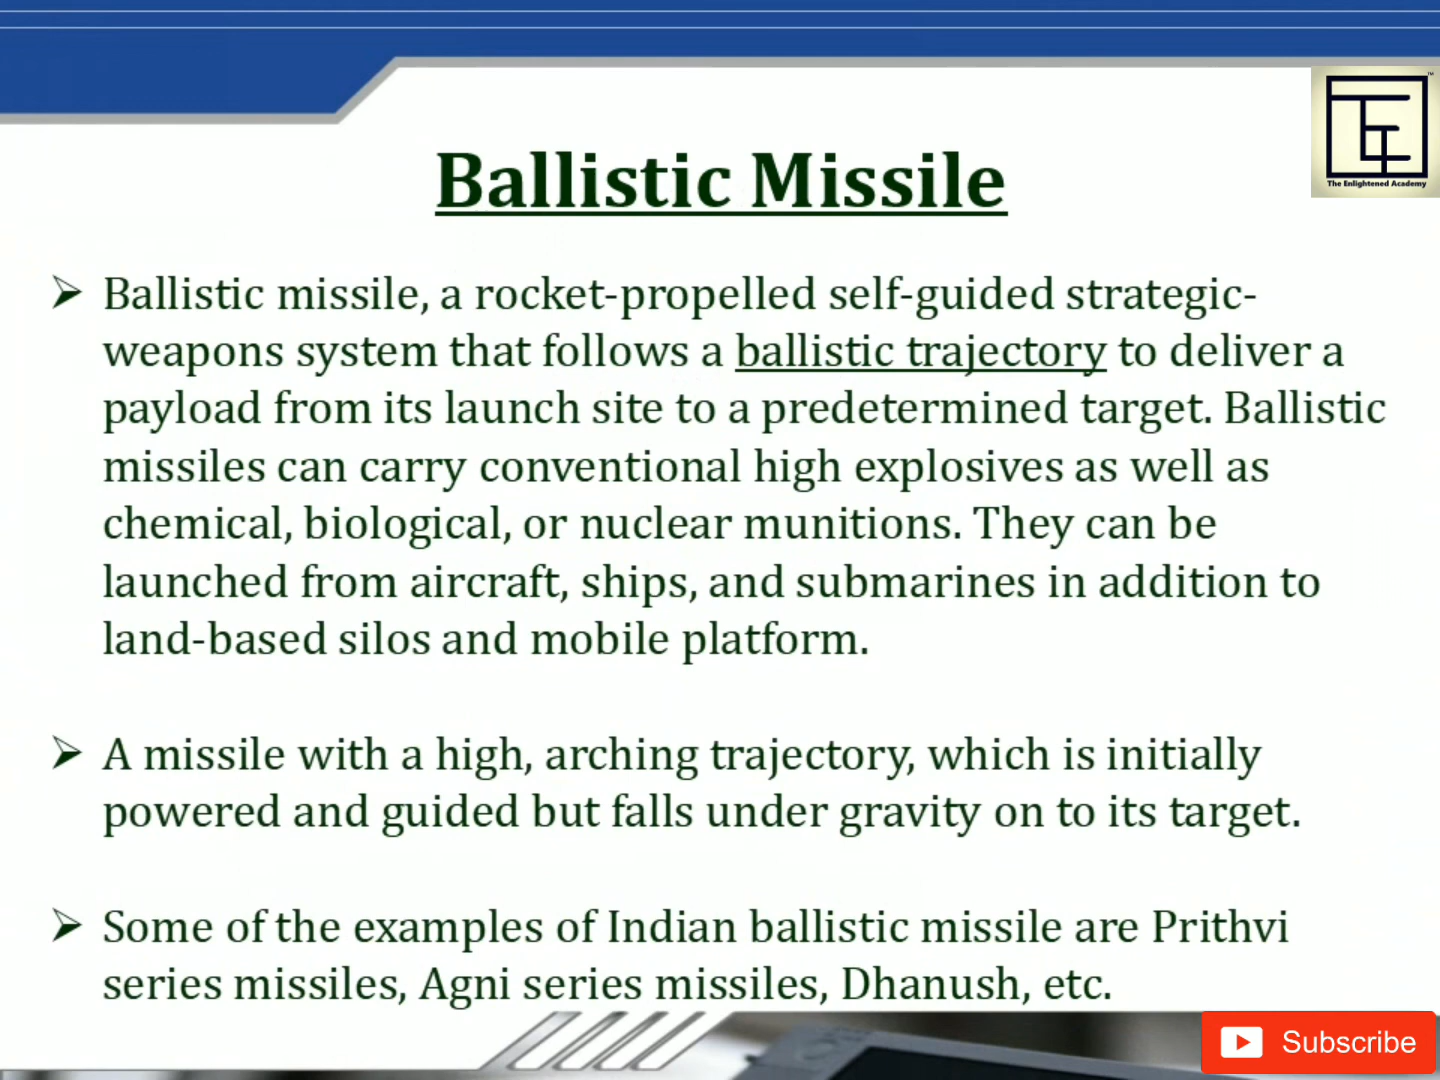 The Enlightened Academy
Ballistic Missile
➢ Ballistic missile, a rocket-propelled self-guided strategic-
weapons system that follows a ballistic trajectory to deliver a
payload from its launch site to a predetermined target. Ballistic
missiles can carry conventional high explosives as well as
chemical, biological, or nuclear munitions. They can be
launched from aircraft, ships, and submarines in addition to
land-based silos and mobile platform.
➢ A missile with a high, arching trajectory, which is initially
powered and guided but falls under gravity on to its target.
➢ Some of the examples of Indian ballistic missile are Prithvi
series missiles, Agni series missiles, Dhanush, etc.
Subscribe